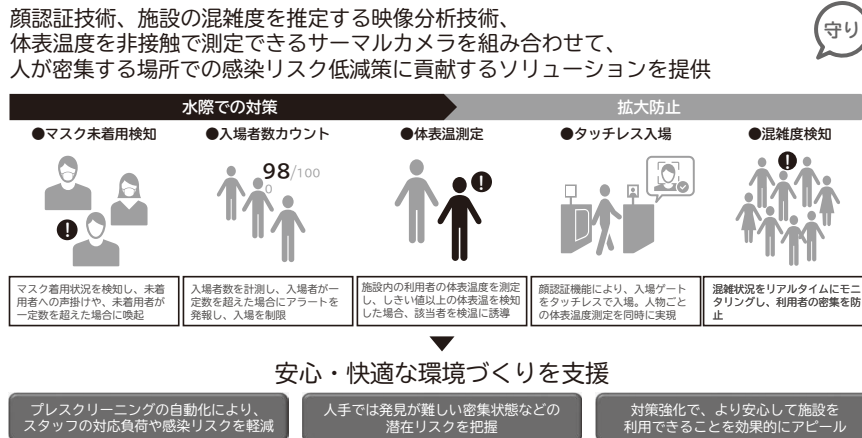 顔認証技術、施設の混雑度を推定する映像分析技術、
体表温度を非接触で測定できるサーマルカメラを組み合わせて、
人が密集する場所での感染リスク低減策に貢献するソリューションを提供
守り
水際での対策
拡大防止
●マスク未着用検知
●入場者数カウント
●体表温測定
●タッチレス入場
●混雑度検知
98/100
0
マスク着用状況を検知し、未着
用者への声掛けや、未着用者が
一定数を超えた場合に喚起
入場者数を計測し、入場者が一
定数を超えた場合にアラートを
発報し、入場を制限
施設内の利用者の体表温度を測定
し、しきい値以上の体表温を検知
した場合、該当者を検温に誘導
顔認証機能により、入場ゲート
をタッチレスで入場。人物ごと
の体表温度測定を同時に実現
混雑状況をリアルタイムにモニ
タリングし、利用者の密集を防
止
安心・快適な環境づくりを支援
プレスクリーニングの自動化により、
スタッフの対応負荷や感染リスクを軽減
人手では発見が難しい密集状態などの
潜在リスクを把握
対策強化で、より安心して施設を
利用できることを効果的にアピール